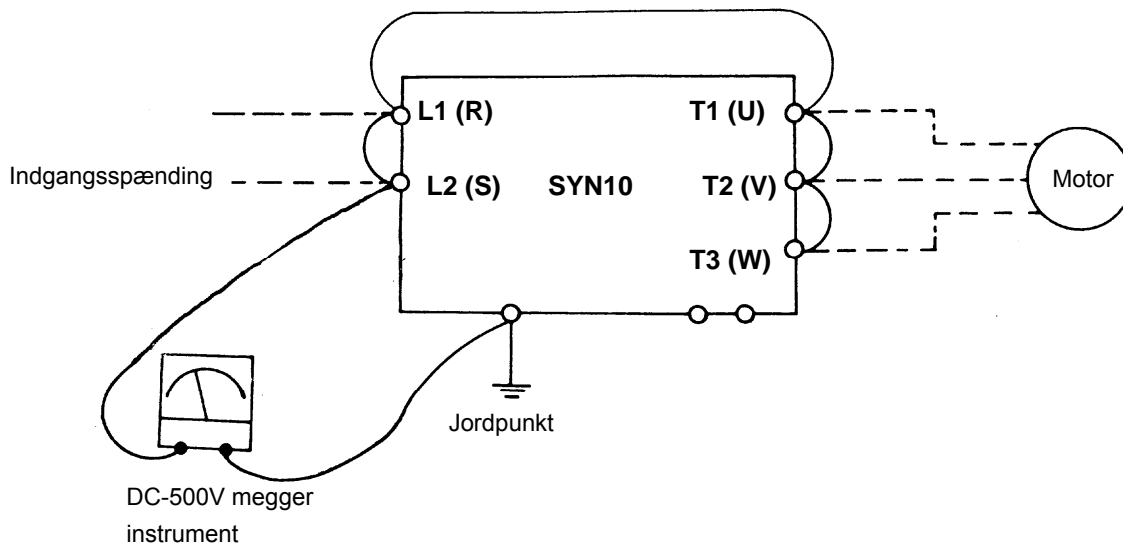 L1 (R)
T1 (U)
Indgangsspænding
L2 (S)
SYN10
T2 (V)
Motor
T3 (W)
Jordpunkt
DC-500V megger
instrument